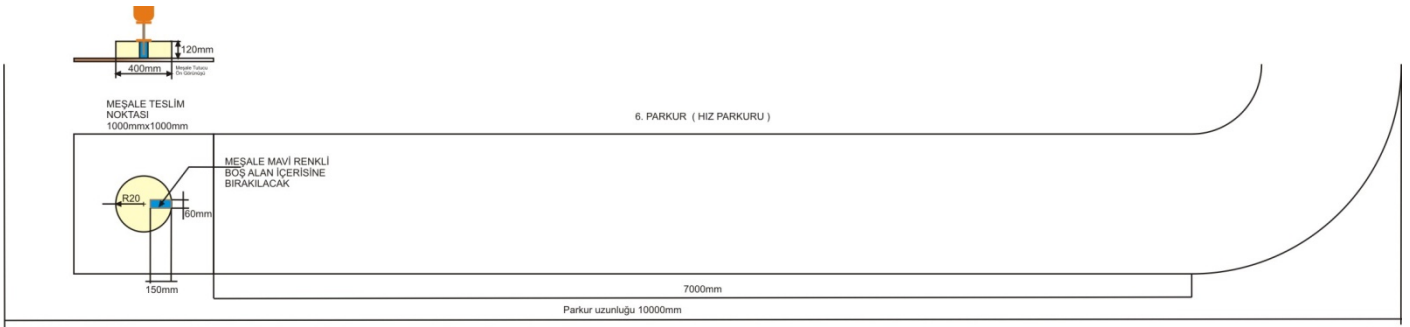 120mm
400mm
Meşale Tutucu
Ön Görünüşü
MEŞALE TESLİM
NOKTASI
1000mmx1000mm
6. PARKUR ( HIZ PARKURU )
MEŞALE MAVİ RENKLİ
BOŞ ALAN İÇERİSİNE
BIRAKILACAK
R20
60mm
150mm
7000mm
Parkur uzunluğu 10000mm